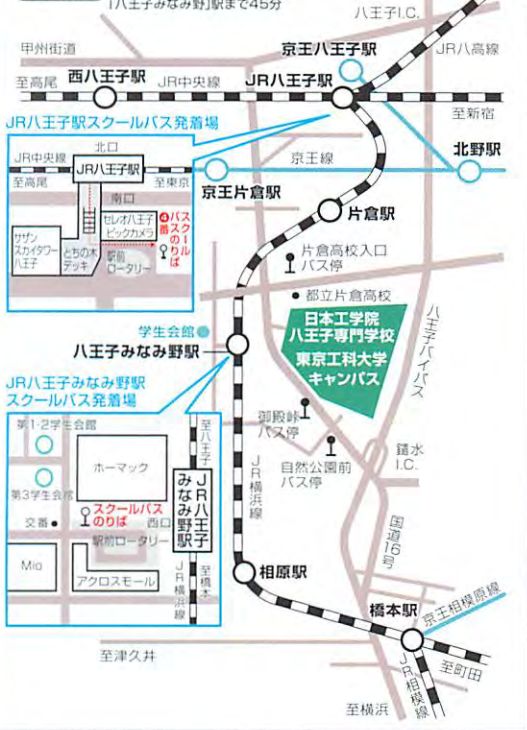 「八王子みなみ野」駅まで45分
八王子I.C.
甲州街道
京王八王子駅
JR八高線
西八王子駅
JR八王子駅
至高尾
JR中央線
至新宿
JR八王子駅スクールバス発着場
北口
JR中央線
JR八王子駅
至高尾
至東京
南口
セレオ八王子
ビックカメラ
❹番
スクール
バスのりば
サザン
スカイタワー
八王子
とちの木
デッキ
駅前
ロータリー
京王線
北野駅
京王片倉駅
片倉駅
片倉高校入口
バス停
都立片倉高校
日本工学院
八王子専門学校
東京工科大学
キャンパス
八王子バイパス
学生会館
八王子みなみ野駅
JR八王子みなみ野駅
スクールバス発着場
第1・2学生会館
至八王子
ホーマック
第3学生会館
スクールバス
のりば
西口
JR八王子
みなみ野駅
交番
駅前ロータリー
Mio
アクロスモール
JR横浜線
至橋本
御殿峠
バス停
自然公園前
バス停
鑓水
I.C.
JR横浜線
国道16号
相原駅
橋本駅
京王相模原線
至津久井
至町田
JR相模線
至横浜